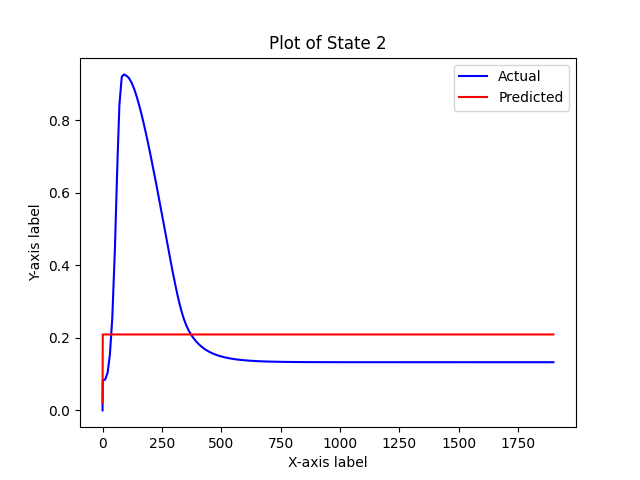 Plot of State 2
Actual
Predicted
Y-axis label
0.8
0.6
0.4
0.2
0.0
0 250 500 750 1000 1250 1500 1750
X-axis label